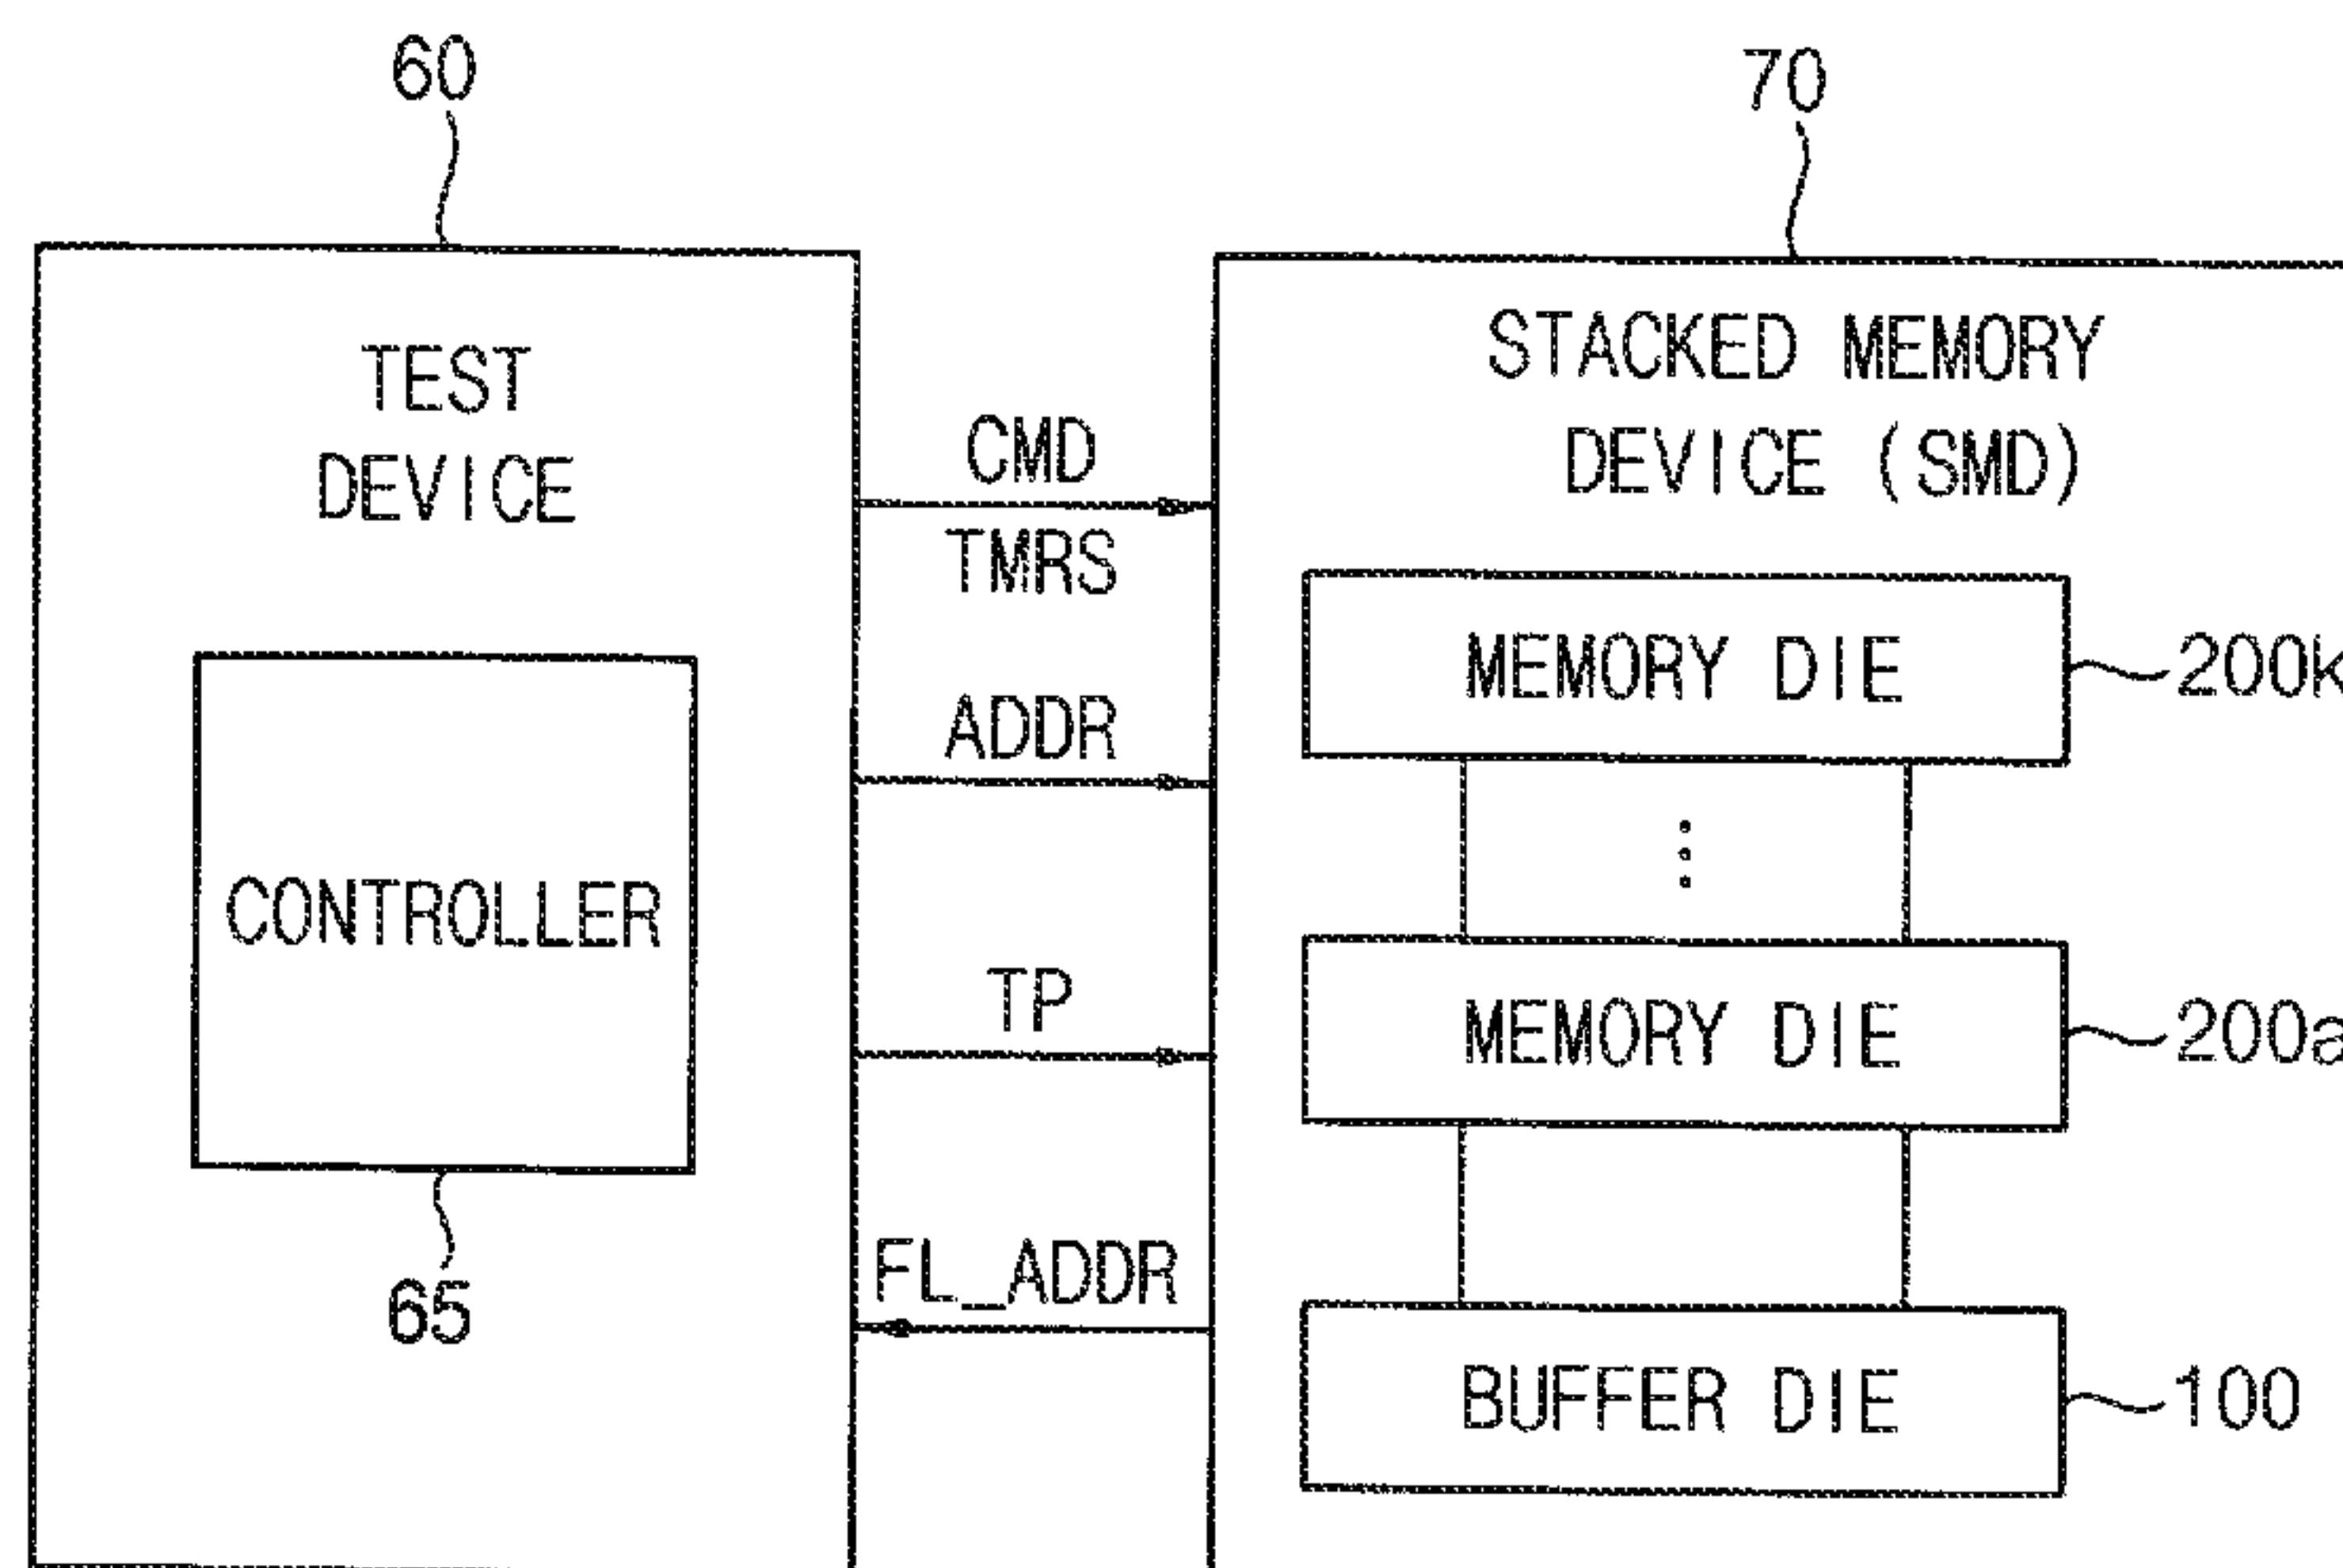 60
70
TEST
DEVICE
STACKED MEMORY
DEVICE (SMD)
CMD
TMRS
MEMORY DIE
200k
ADDR
CONTROLLER
TP
MEMORY DIE
200a
FL_ADDR
65
BUFFER DIE
100